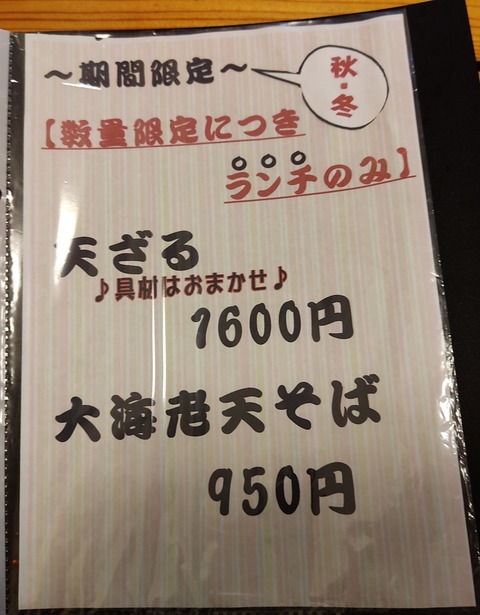 ～期間限定～
秋・冬
【数量限定につき
ランチのみ】
天ざる
♪具材はおまかせ♪
1600円
大海老天そば
950円